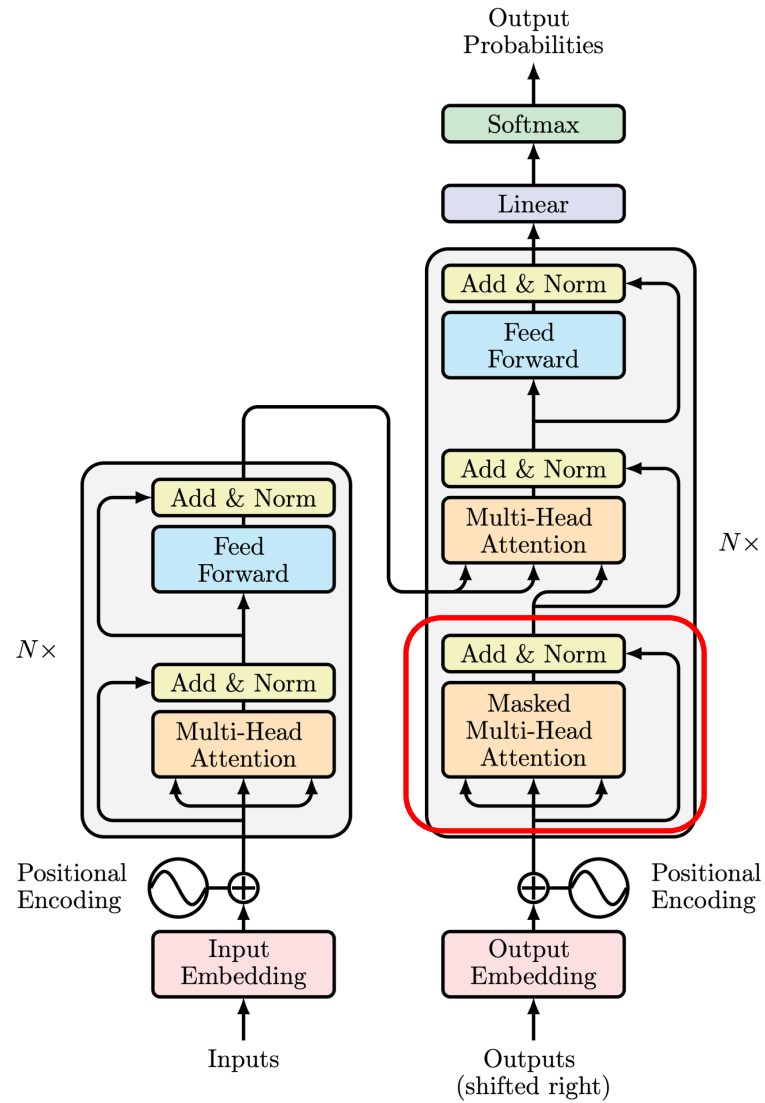 Output
Probabilities
Softmax
Linear
Add & Norm
Feed
Forward
Add & Norm
Multi-Head
Attention
N×
Add & Norm
Masked
Multi-Head
Attention
Add & Norm
Feed
Forward
N×
Add & Norm
Multi-Head
Attention
Positional
Encoding
Positional
Encoding
Input
Embedding
Output
Embedding
Inputs
Outputs
(shifted right)